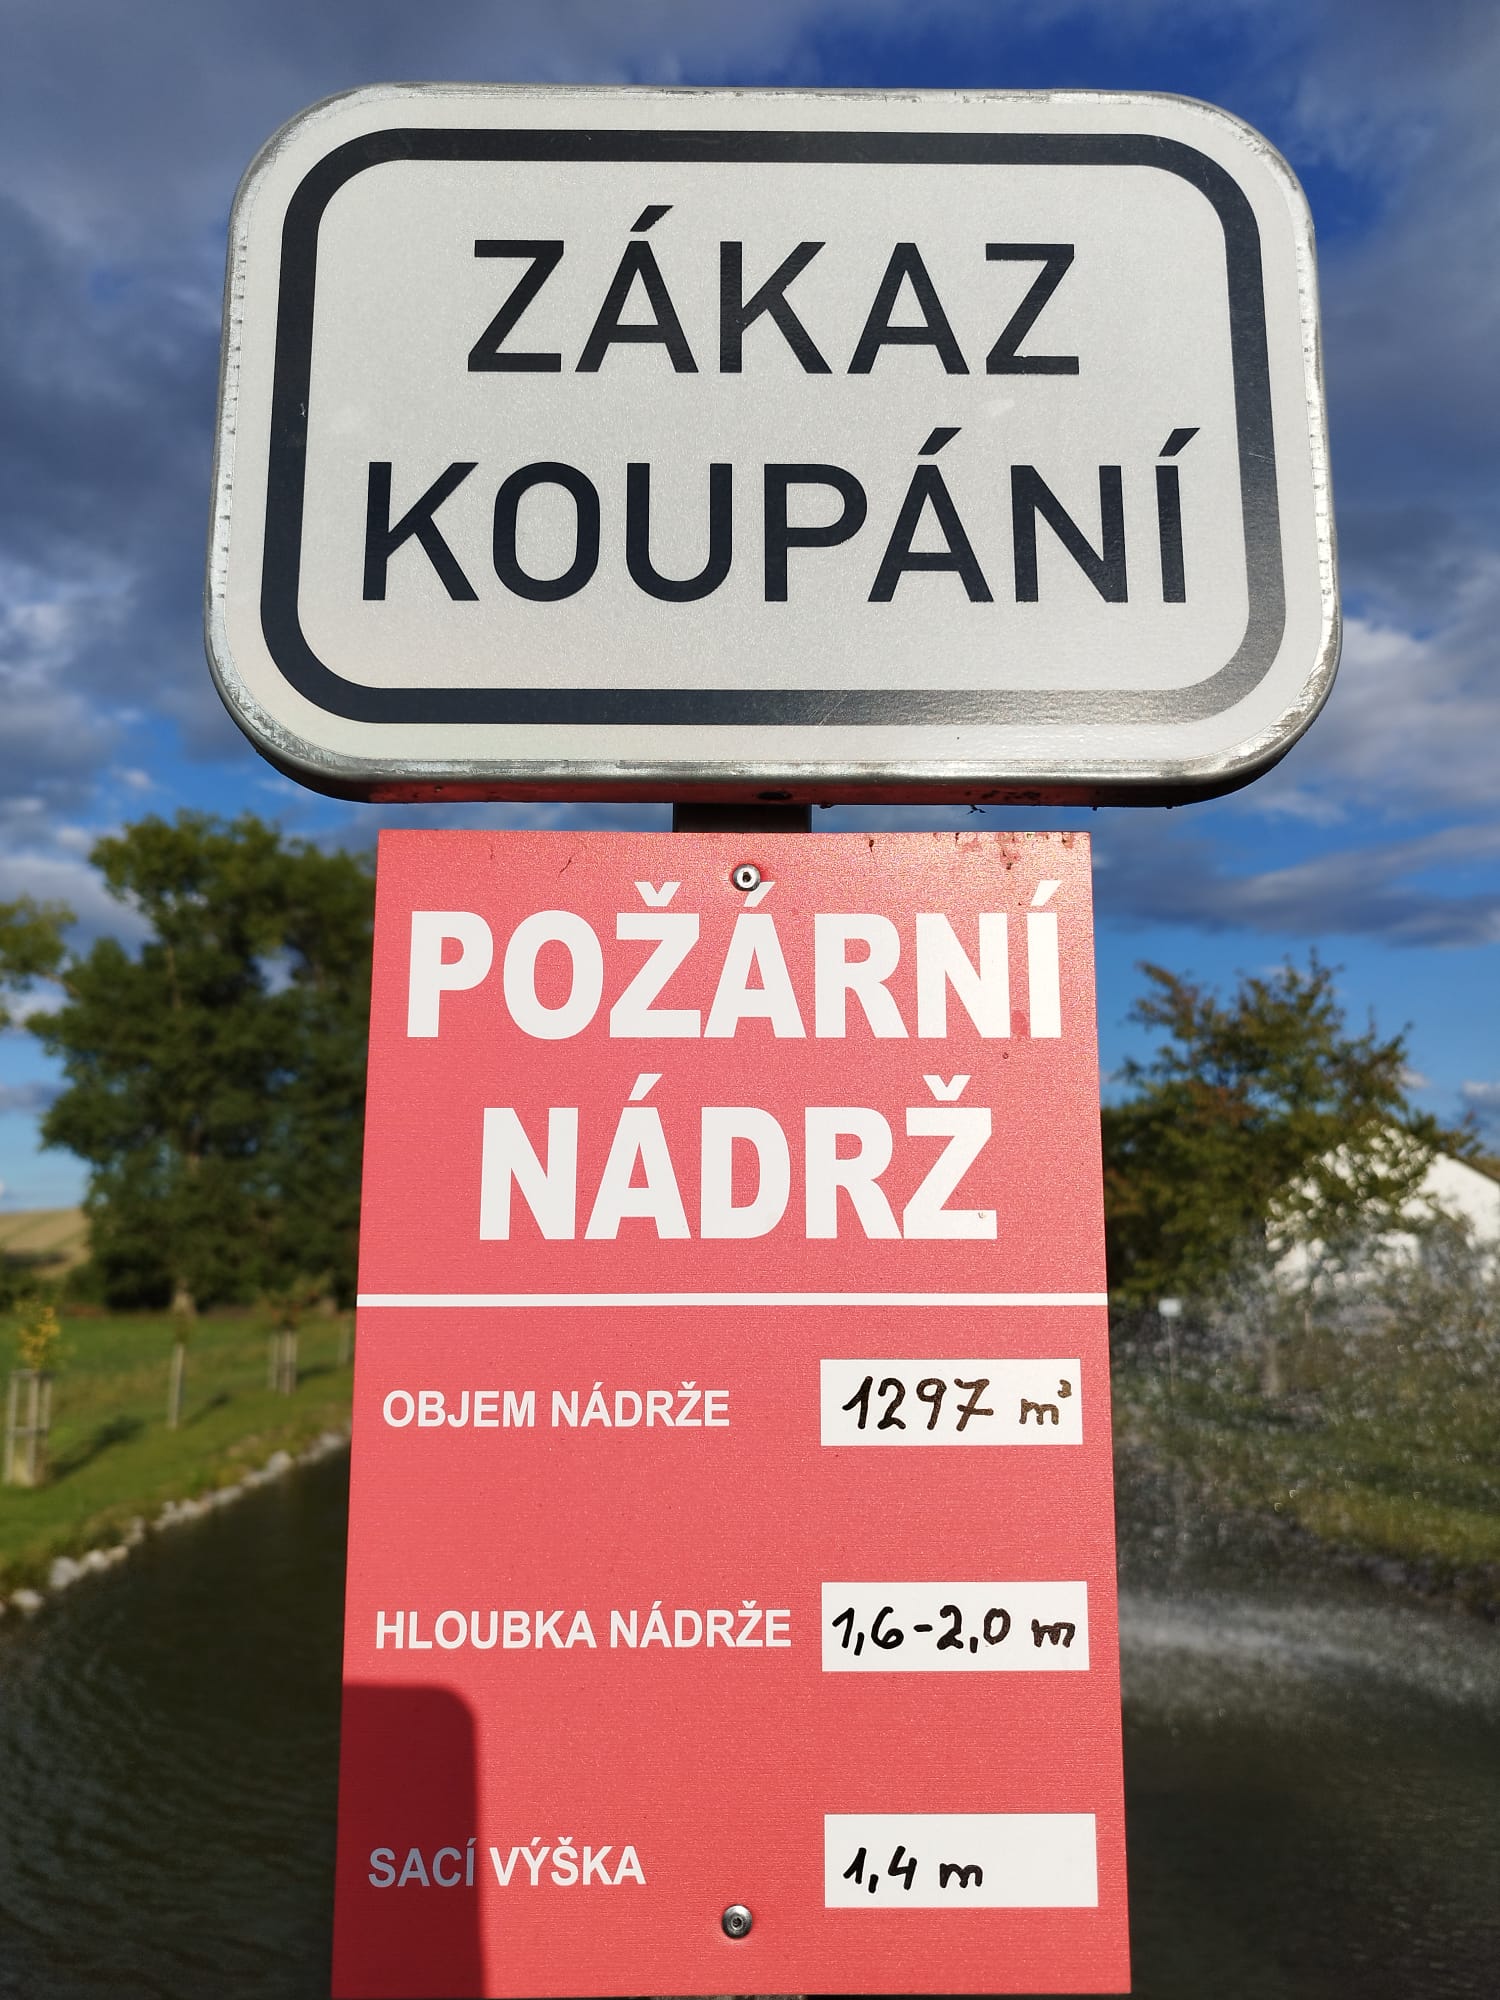 ZÁKAZ
KOUPÁNÍ
POŽÁRNÍ
NÁDRŽ
OBJEM NÁDRŽE 1297 m³
HLOUBKA NÁDRŽE 1,6-2,0 m
SACÍ VÝŠKA 1,4 m